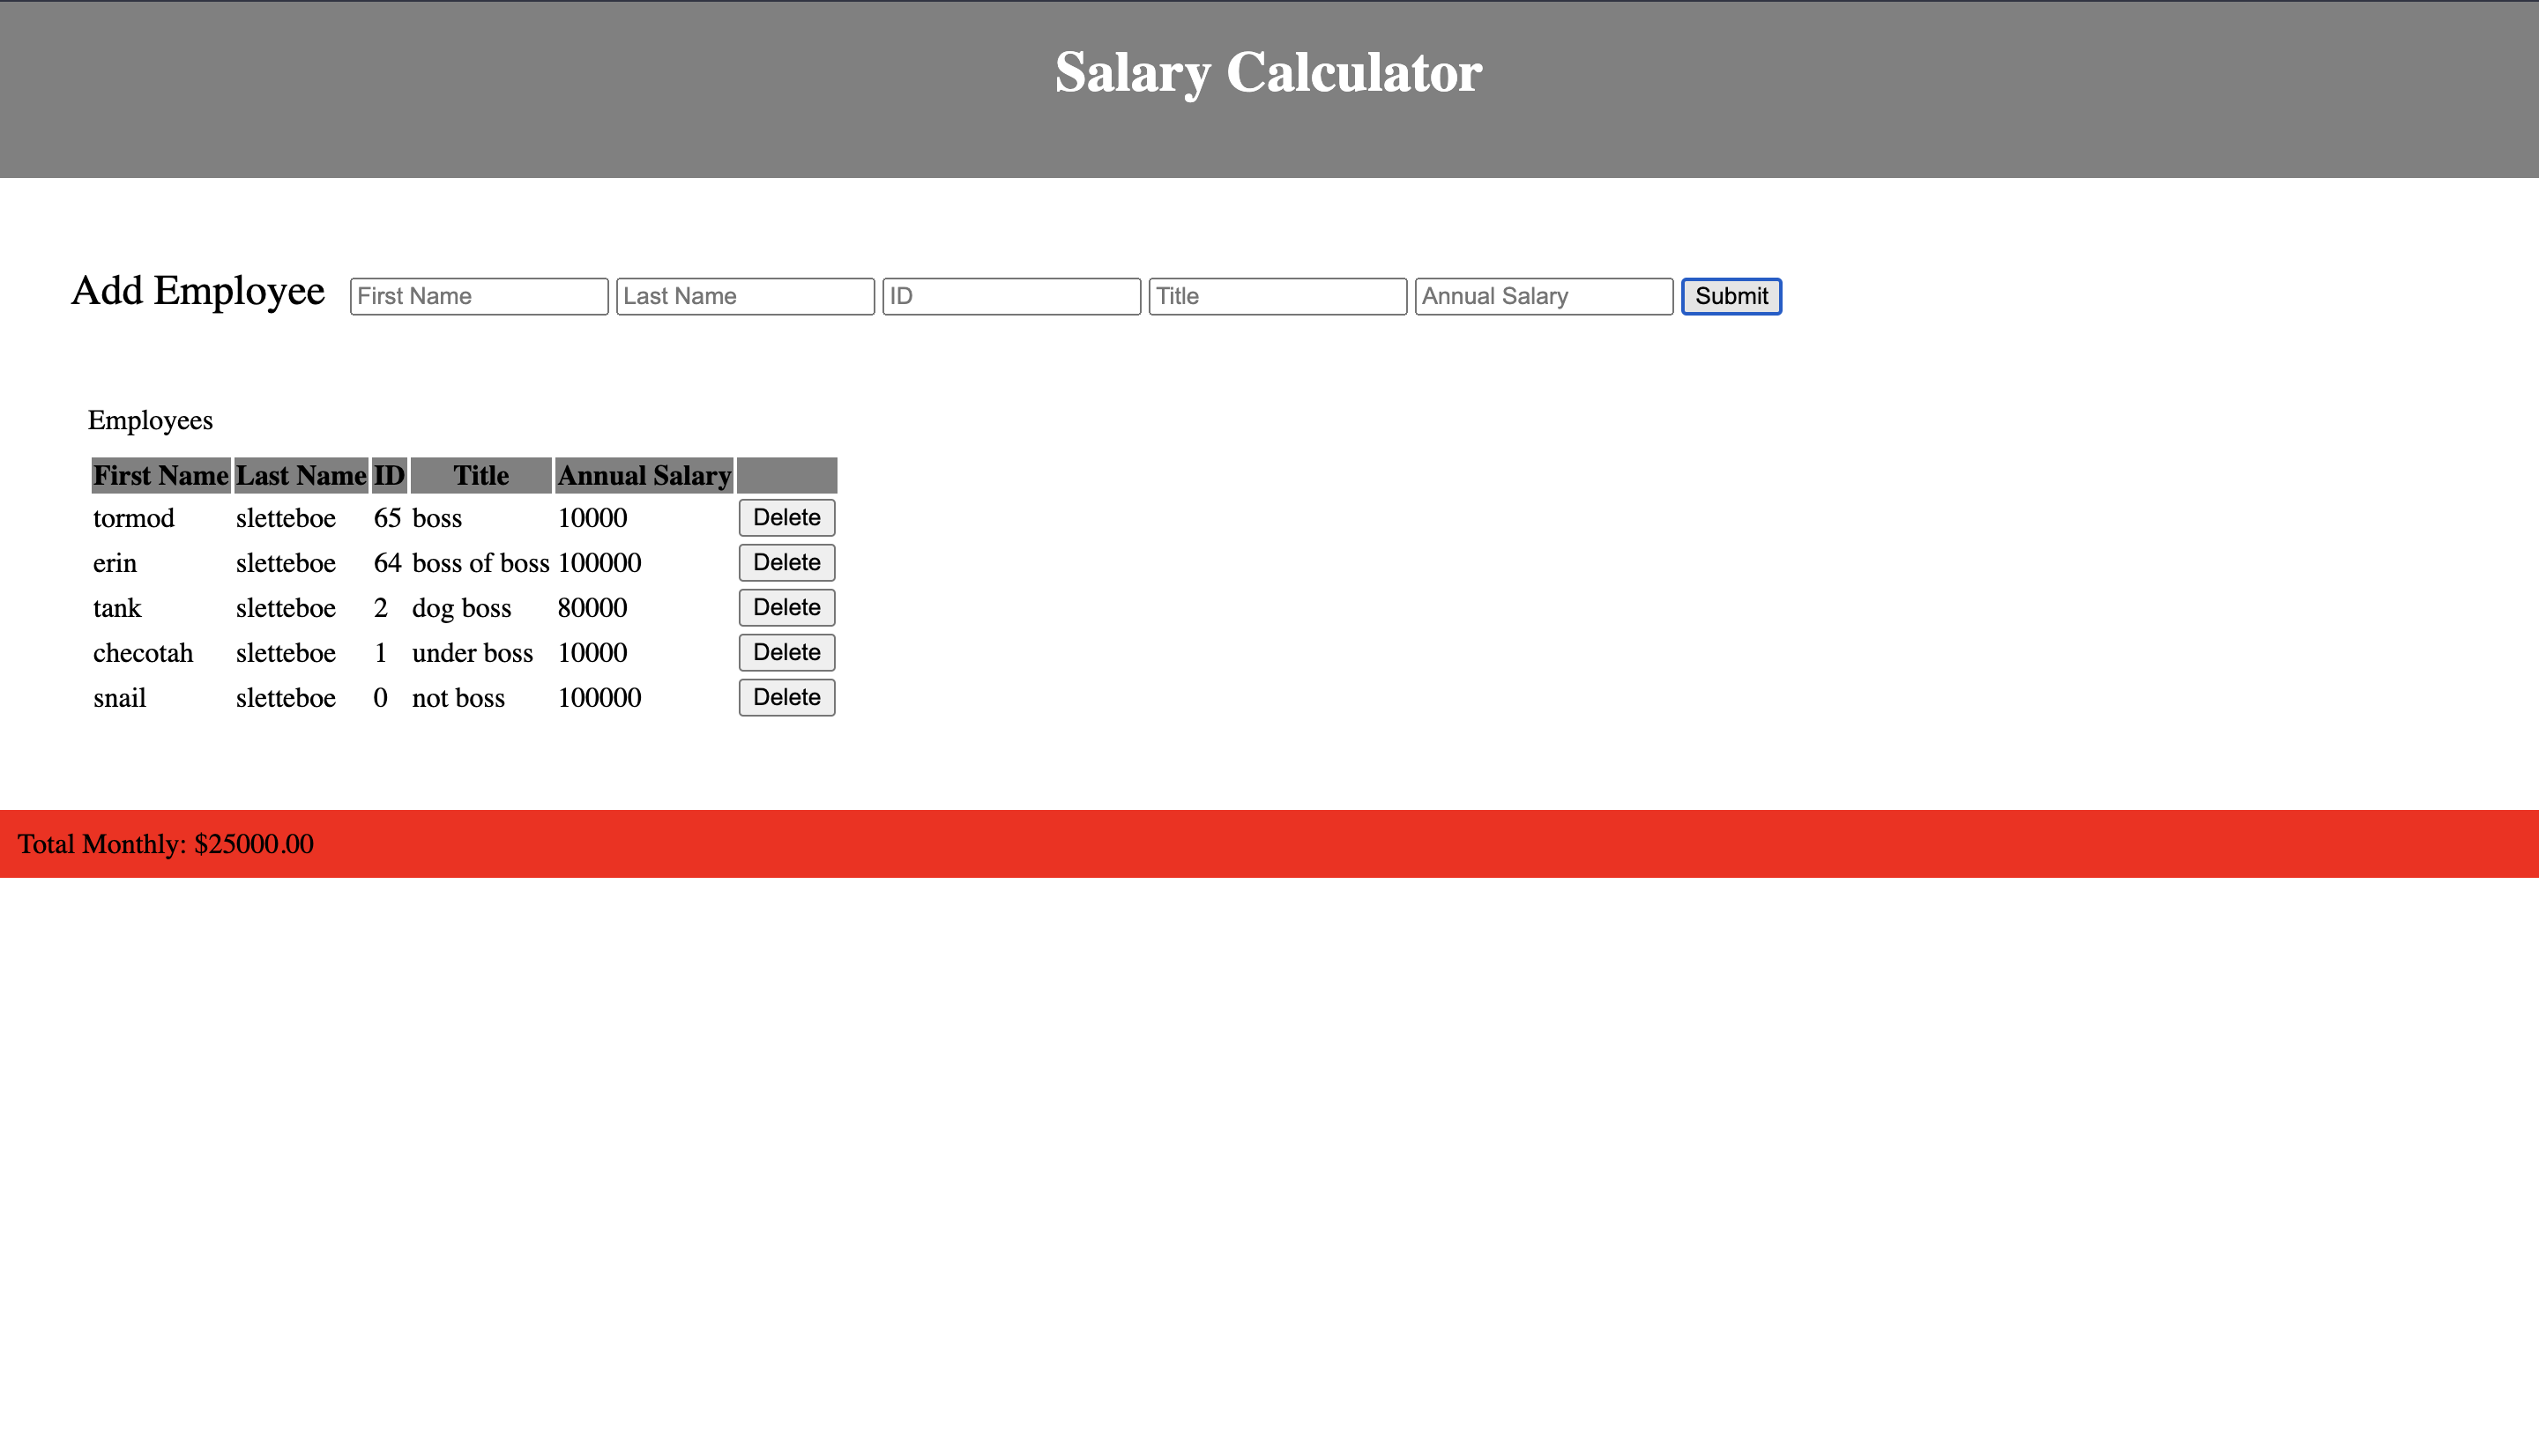 Salary Calculator
Add Employee First Name Last Name ID Title Annual Salary Submit
Employees
First Name Last Name ID Title Annual Salary
tormod sletteboe 65 boss 10000 Delete
erin sletteboe 64 boss of boss 100000 Delete
tank sletteboe 2 dog boss 80000 Delete
checotah sletteboe 1 under boss 10000 Delete
snail sletteboe 0 not boss 100000 Delete
Total Monthly: $25000.00